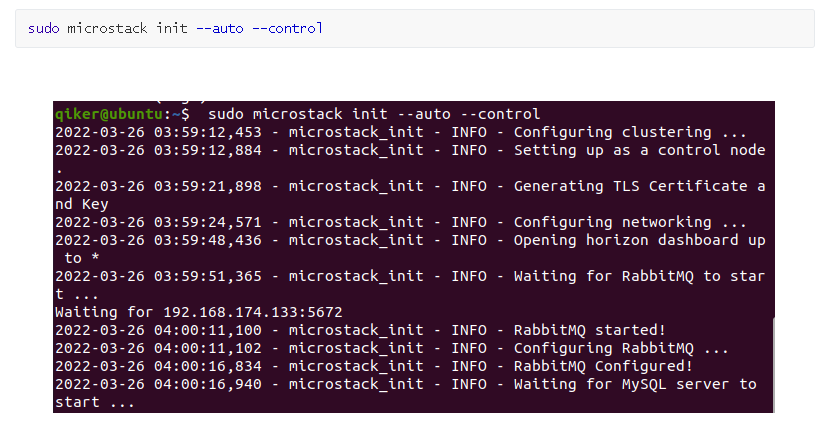 sudo microstack init --auto --control
qiker@ubuntu:~$  sudo microstack init --auto --control
2022-03-26 03:59:12,453 - microstack_init - INFO - Configuring clustering ...
2022-03-26 03:59:12,884 - microstack_init - INFO - Setting up as a control node
.
2022-03-26 03:59:21,898 - microstack_init - INFO - Generating TLS Certificate a
nd Key
2022-03-26 03:59:24,571 - microstack_init - INFO - Configuring networking ...
2022-03-26 03:59:48,436 - microstack_init - INFO - Opening horizon dashboard up
 to *
2022-03-26 03:59:51,365 - microstack_init - INFO - Waiting for RabbitMQ to star
t ...
Waiting for 192.168.174.133:5672
2022-03-26 04:00:11,100 - microstack_init - INFO - RabbitMQ started!
2022-03-26 04:00:11,102 - microstack_init - INFO - Configuring RabbitMQ ...
2022-03-26 04:00:16,834 - microstack_init - INFO - RabbitMQ Configured!
2022-03-26 04:00:16,940 - microstack_init - INFO - Waiting for MySQL server to
start ...